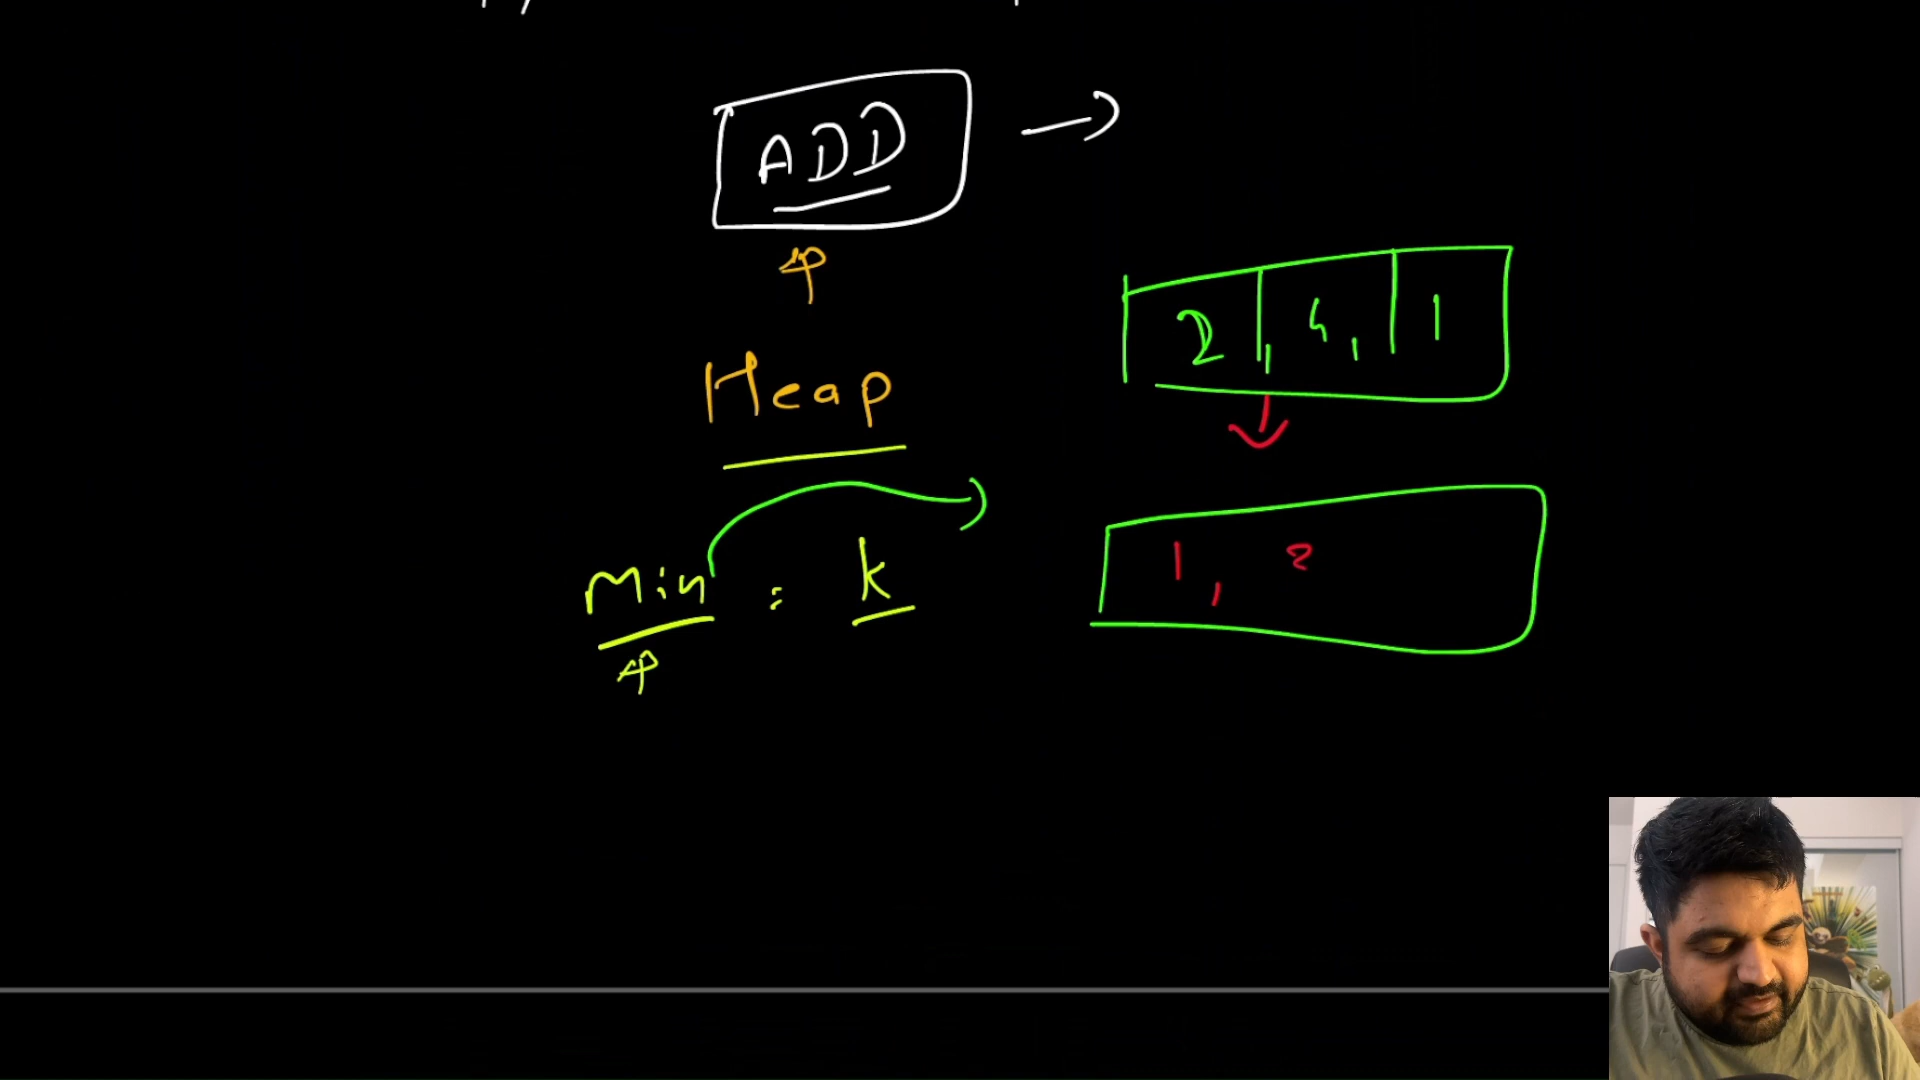 ADD →
Heap
2, 4, 1
Min : k
1, 2